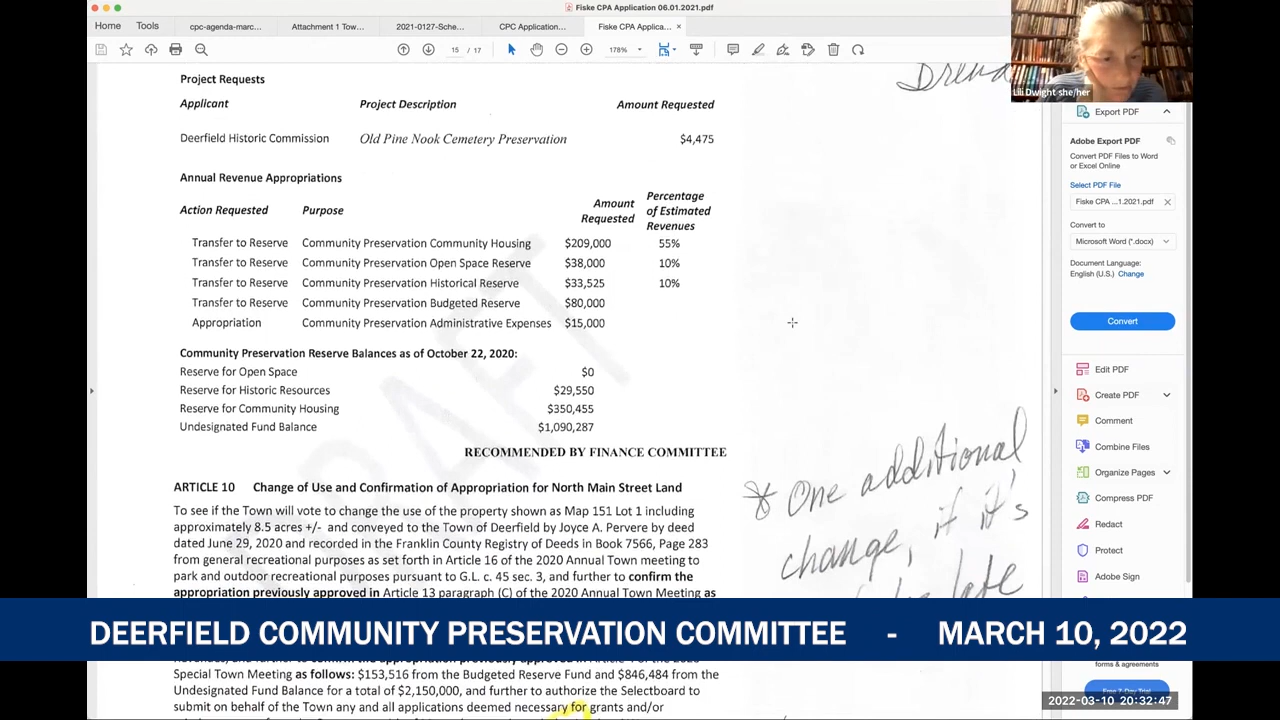 Fiske CPA Application 06.01.2021.pdf
Home Tools cpc-agenda-marc... Attachment 1 Tow... 2021-0127-Sche... CPC Application... Fiske CPA Applica... ×
15 / 17 178%
Lili Dwight she/her
Project Requests
Applicant Project Description Amount Requested
Deerfield Historic Commission Old Pine Nook Cemetery Preservation $4,475
Annual Revenue Appropriations
Action Requested Purpose Amount Requested Percentage of Estimated Revenues
Transfer to Reserve Community Preservation Community Housing $209,000 55%
Transfer to Reserve Community Preservation Open Space Reserve $38,000 10%
Transfer to Reserve Community Preservation Historical Reserve $33,525 10%
Transfer to Reserve Community Preservation Budgeted Reserve $80,000
Appropriation Community Preservation Administrative Expenses $15,000
Community Preservation Reserve Balances as of October 22, 2020:
Reserve for Open Space $0
Reserve for Historic Resources $29,550
Reserve for Community Housing $350,455
Undesignated Fund Balance $1,090,287
RECOMMENDED BY FINANCE COMMITTEE
ARTICLE 10 Change of Use and Confirmation of Appropriation for North Main Street Land
To see if the Town will vote to change the use of the property shown as Map 151 Lot 1 including
approximately 8.5 acres +/- and conveyed to the Town of Deerfield by Joyce A. Pervere by deed
dated June 29, 2020 and recorded in the Franklin County Registry of Deeds in Book 7566, Page 283
from general recreational purposes as set forth in Article 16 of the 2020 Annual Town meeting to
park and outdoor recreational purposes pursuant to G.L. c. 45 sec. 3, and further to confirm the
appropriation previously approved in Article 13 paragraph (C) of the 2020 Annual Town Meeting as
Special Town Meeting as follows: $153,526 from the Budgeted Reserve Fund and $846,484 from the
Undesignated Fund Balance for a total of $2,150,000, and further to authorize the Selectboard to
submit on behalf of the Town any and all applications deemed necessary for grants and/or
DRAFT
* One additional
change, if it's
late
Export PDF
Adobe Export PDF
Convert PDF Files to Word
or Excel Online
Select PDF File
Fiske CPA ...1.2021.pdf ×
Convert to
Microsoft Word (*.docx)
Document Language:
English (U.S.) Change
Convert
Edit PDF
Create PDF
Comment
Combine Files
Organize Pages
Compress PDF
Redact
Protect
Adobe Sign
forms & agreements
Free 7-Day Trial
DEERFIELD COMMUNITY PRESERVATION COMMITTEE - MARCH 10, 2022
2022-03-10 20:32:47